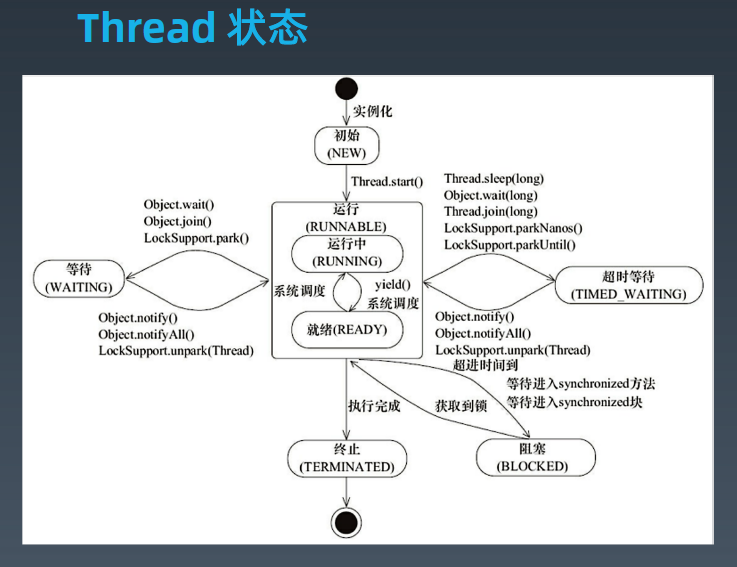 Thread 状态
实例化
初始
(NEW)
Thread.start()
Object.wait()
Object.join()
LockSupport.park()
Thread.sleep(long)
Object.wait(long)
Thread.join(long)
LockSupport.parkNanos()
LockSupport.parkUntil()
运行
(RUNNABLE)
运行中
(RUNNING)
系统调度
yield()
系统调度
就绪(READY)
等待
(WAITING)
超时等待
(TIMED_WAITING)
Object.notify()
Object.notifyAll()
LockSupport.unpark(Thread)
Object.notify()
Object.notifyAll()
LockSupport.unpark(Thread)
超进时间到
等待进入synchronized方法
等待进入synchronized块
获取到锁
执行完成
终止
(TERMINATED)
阻塞
(BLOCKED)